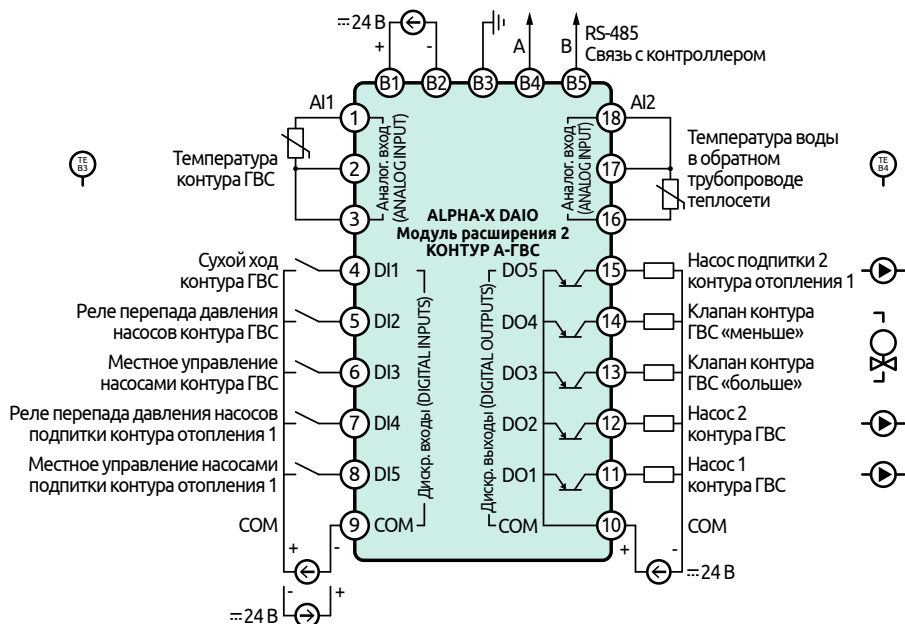 ⎓24 В
+ -
A
B
RS-485
Связь с контроллером
B1
B2
B3
B4
B5
AI1
AI2
1
2
3
Температура
контура ГВС
TE
B3
Аналог. вход
(ANALOG INPUT)
18
17
16
Аналог. вход
(ANALOG INPUT)
Температура воды
в обратном
трубопроводе
теплосети
TE
B4
ALPHA-X DAIO
Модуль расширения 2
КОНТУР А-ГВС
Сухой ход
контура ГВС
4 DI1
Реле перепада давления
насосов контура ГВС
5 DI2
Местное управление
насосами контура ГВС
6 DI3
Реле перепада давления насосов
подпитки контура отопления 1
7 DI4
Местное управление насосами
подпитки контура отопления 1
8 DI5
COM
9 COM
Дискр. входы (DIGITAL INPUTS)
+ -
- +
⎓24 В
Дискр. выходы (DIGITAL OUTPUTS)
DO5 15
Насос подпитки 2
контура отопления 1
DO4 14
Клапан контура
ГВС «меньше»
DO3 13
Клапан контура
ГВС «больше»
DO2 12
Насос 2
контура ГВС
DO1 11
Насос 1
контура ГВС
COM 10
COM
+ -
⎓24 В